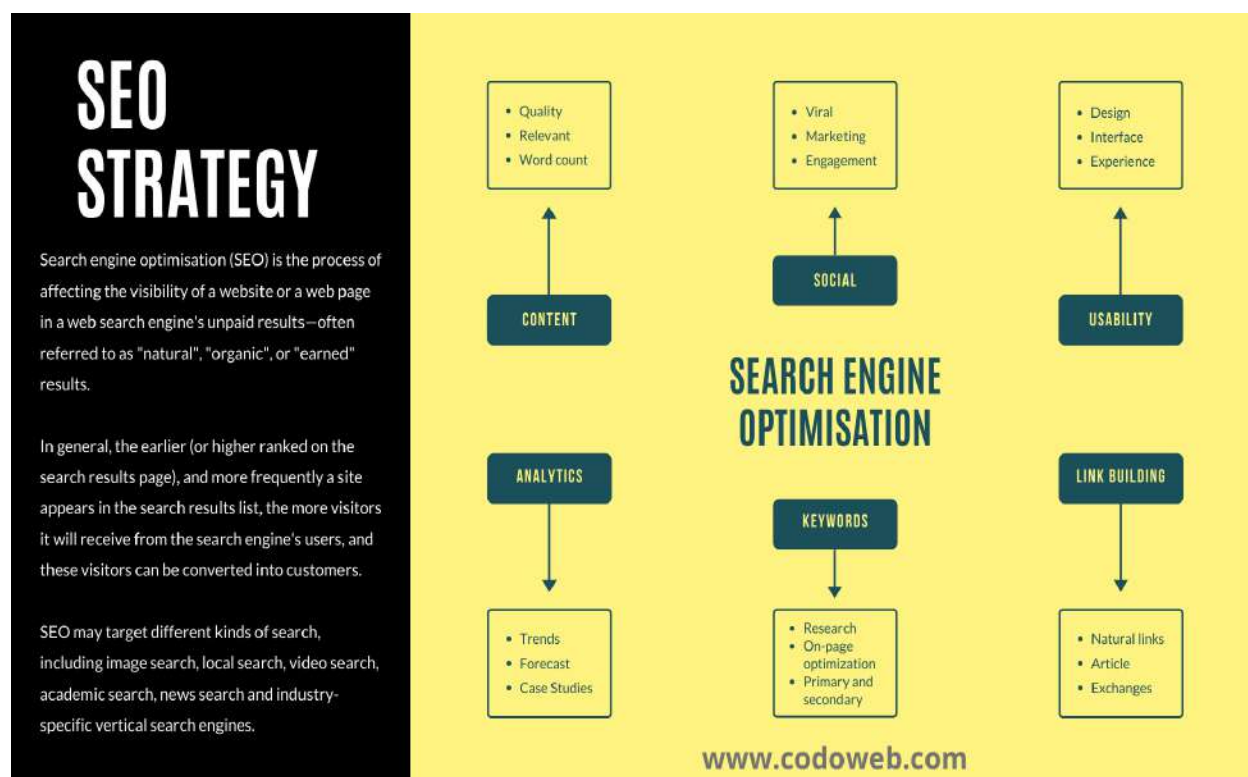 SEO
STRATEGY
Search engine optimisation (SEO) is the process of
affecting the visibility of a website or a web page
in a web search engine's unpaid results—often
referred to as "natural", "organic", or "earned"
results.
In general, the earlier (or higher ranked on the
search results page), and more frequently a site
appears in the search results list, the more visitors
it will receive from the search engine's users, and
these visitors can be converted into customers.
SEO may target different kinds of search,
including image search, local search, video search,
academic search, news search and industry-
specific vertical search engines.
• Quality
• Relevant
• Word count
CONTENT
• Viral
• Marketing
• Engagement
SOCIAL
• Design
• Interface
• Experience
USABILITY
SEARCH ENGINE
OPTIMISATION
ANALYTICS
• Trends
• Forecast
• Case Studies
KEYWORDS
• Research
• On-page
optimization
• Primary and
secondary
LINK BUILDING
• Natural links
• Article
• Exchanges
www.codoweb.com